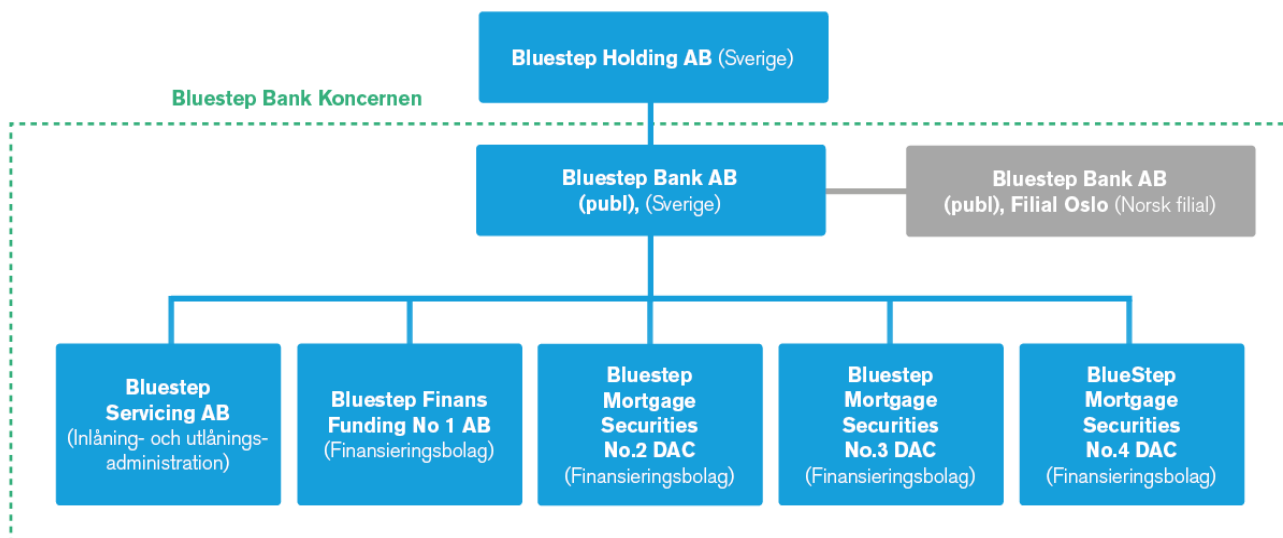 Bluestep Holding AB (Sverige)
Bluestep Bank Koncernen
Bluestep Bank AB
(publ), (Sverige)
Bluestep Bank AB
(publ), Filial Oslo (Norsk filial)
Bluestep
Servicing AB
(Inlåning- och utlånings-
administration)
Bluestep Finans
Funding No 1 AB
(Finansieringsbolag)
Bluestep
Mortgage
Securities
No.2 DAC
(Finansieringsbolag)
Bluestep
Mortgage
Securities
No.3 DAC
(Finansieringsbolag)
BlueStep
Mortgage
Securities
No.4 DAC
(Finansieringsbolag)